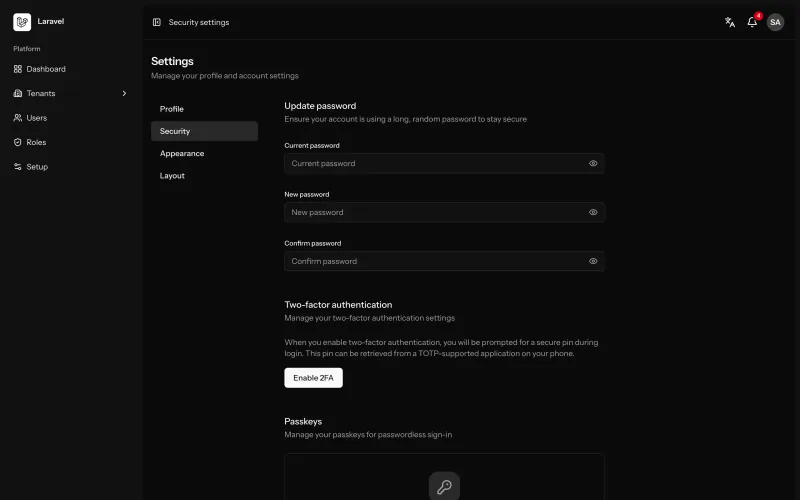 Laravel
Platform
Dashboard
Tenants
Users
Roles
Setup
Security settings
4
SA
Settings
Manage your profile and account settings
Profile
Security
Appearance
Layout
Update password
Ensure your account is using a long, random password to stay secure
Current password
Current password
New password
New password
Confirm password
Confirm password
Two-factor authentication
Manage your two-factor authentication settings
When you enable two-factor authentication, you will be prompted for a secure pin during
login. This pin can be retrieved from a TOTP-supported application on your phone.
Enable 2FA
Passkeys
Manage your passkeys for passwordless sign-in